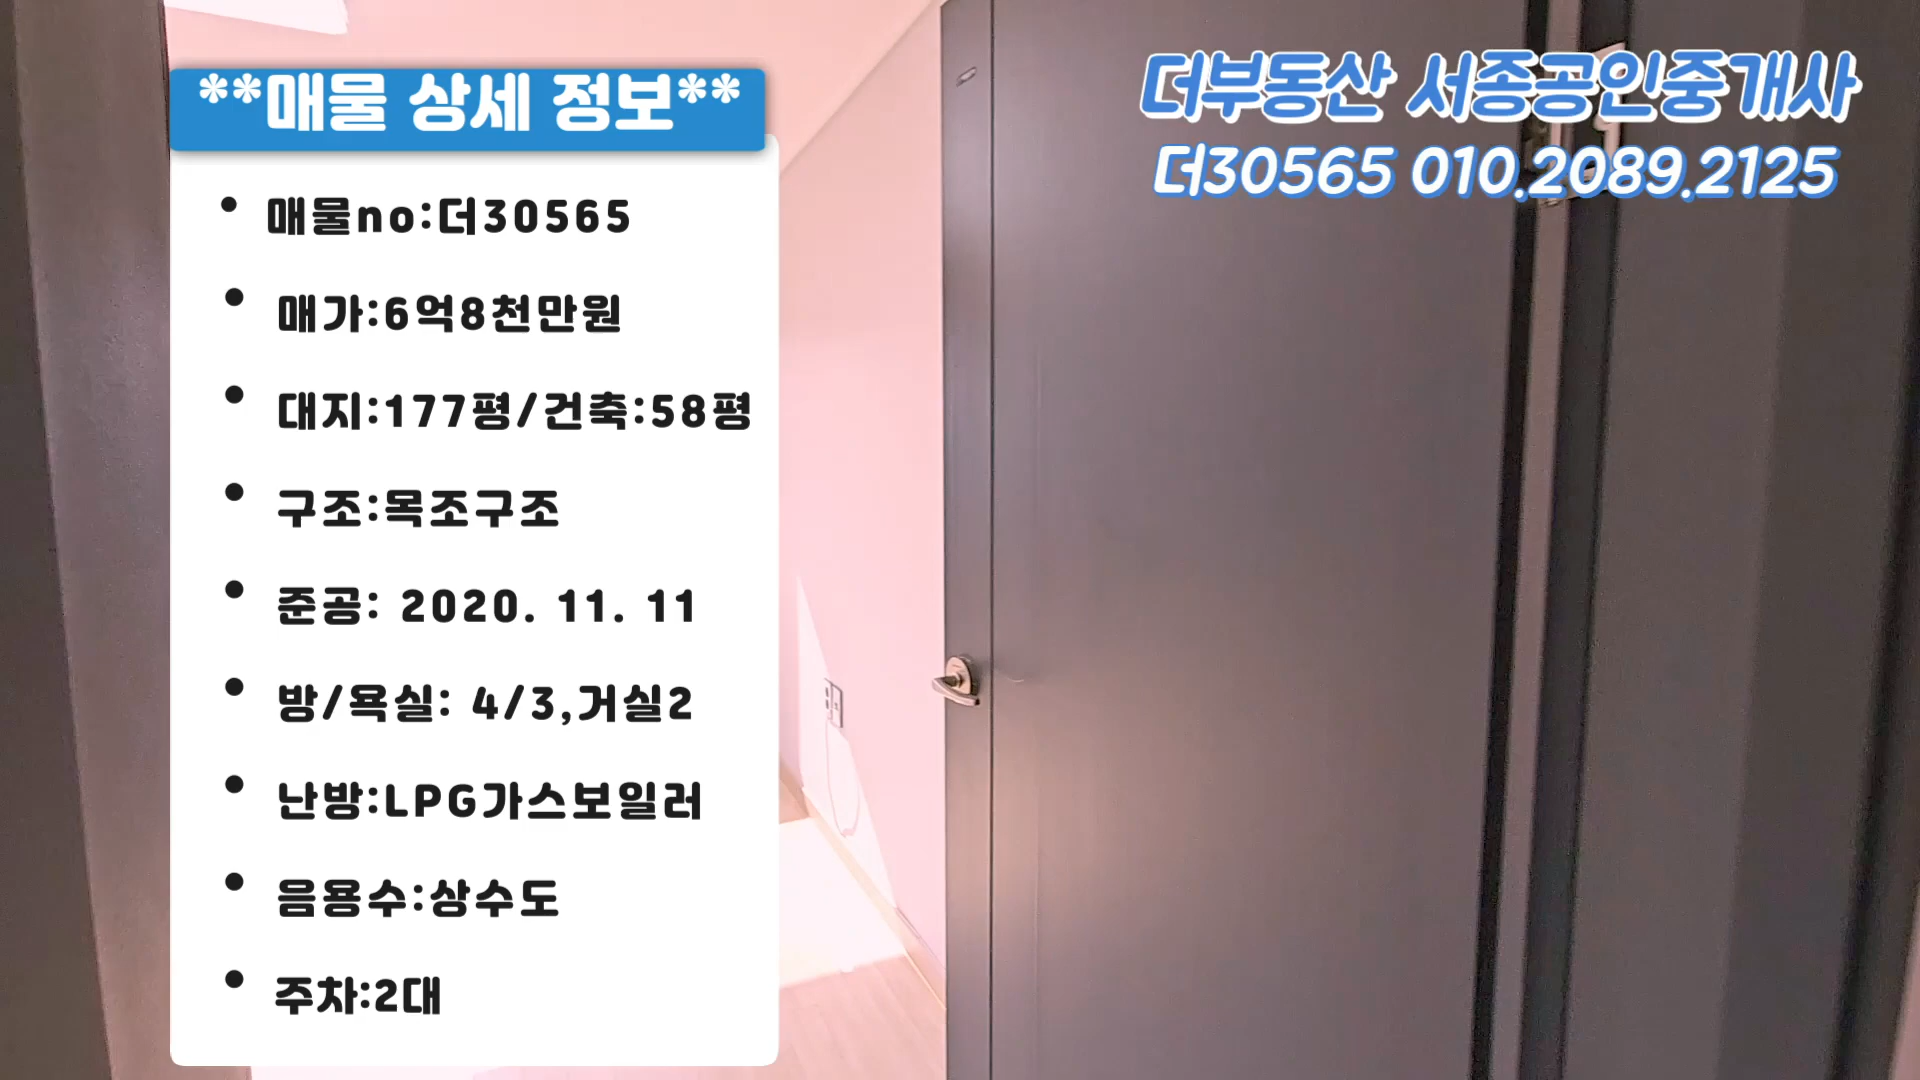 **매물 상세 정보**
• 매물no:더30565
• 매가:6억8천만원
• 대지:177평/건축:58평
• 구조:목조구조
• 준공: 2020. 11. 11
• 방/욕실: 4/3,거실2
• 난방:LPG가스보일러
• 음용수:상수도
• 주차:2대
더부동산 서종공인중개사
더30565 010.2089.2125